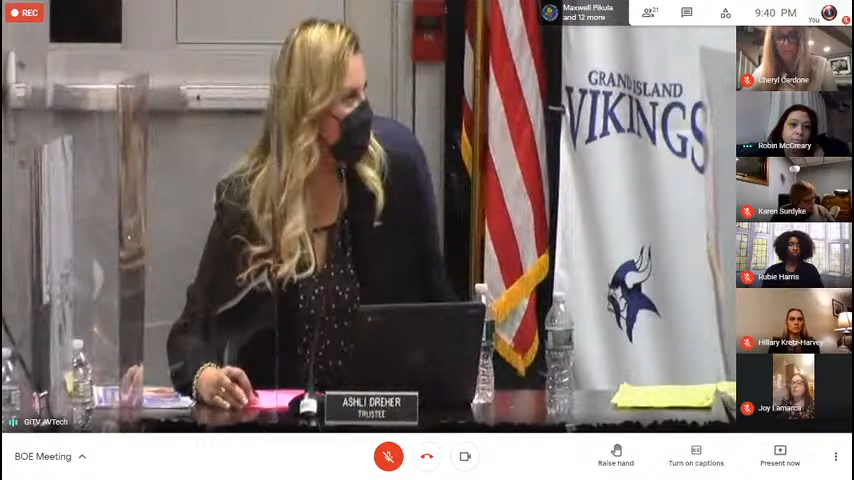 REC
Maxwell Pikula
and 12 more
21
9:40 PM
You
GRAND ISLAND
VIKINGS
Cheryl Cardone
Robin McCreary
Karen Surdyke
Rubie Harris
Hillary Kretz-Harvey
Joy Lamarca
ASHLI DREHER
TRUSTEE
GITV AVTech
BOE Meeting
Raise hand
Turn on captions
Present now